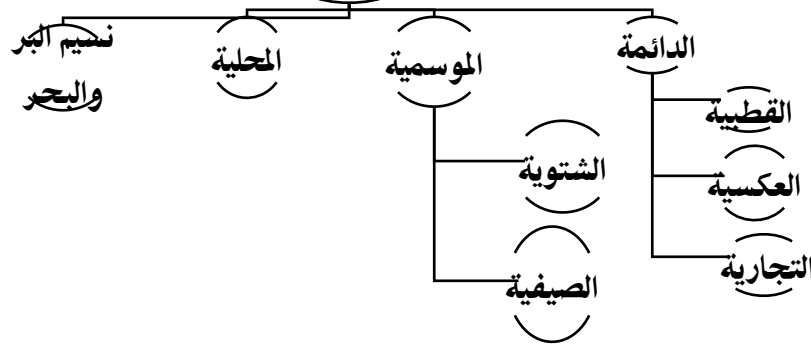 الدائمة
القطبية
العكسية
التجارية
الموسمية
الشتوية
الصيفية
المحلية
نسيم البر
والبحر